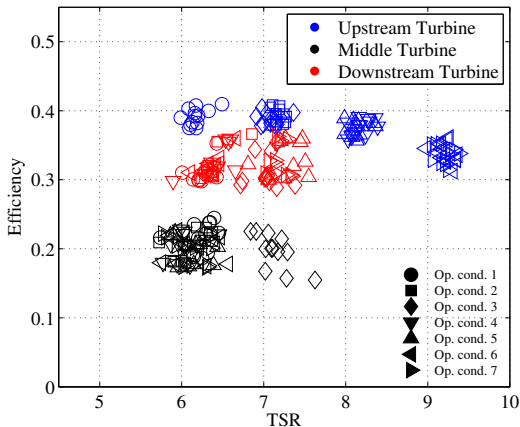 0.5
0.4
0.3
0.2
0.1
0
Efficiency
5
6
7
8
9
10
TSR
Upstream Turbine
Middle Turbine
Downstream Turbine
Op. cond. 1
Op. cond. 2
Op. cond. 3
Op. cond. 4
Op. cond. 5
Op. cond. 6
Op. cond. 7